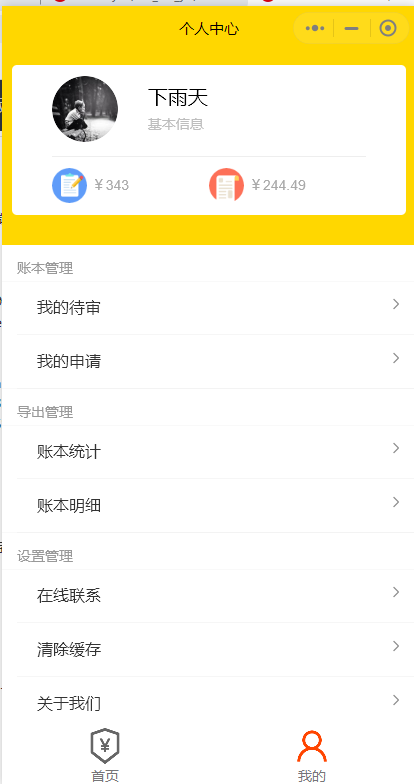 个人中心
下雨天
基本信息
￥343
￥244.49
账本管理
我的待审
我的申请
导出管理
账本统计
账本明细
设置管理
在线联系
清除缓存
关于我们
首页
我的